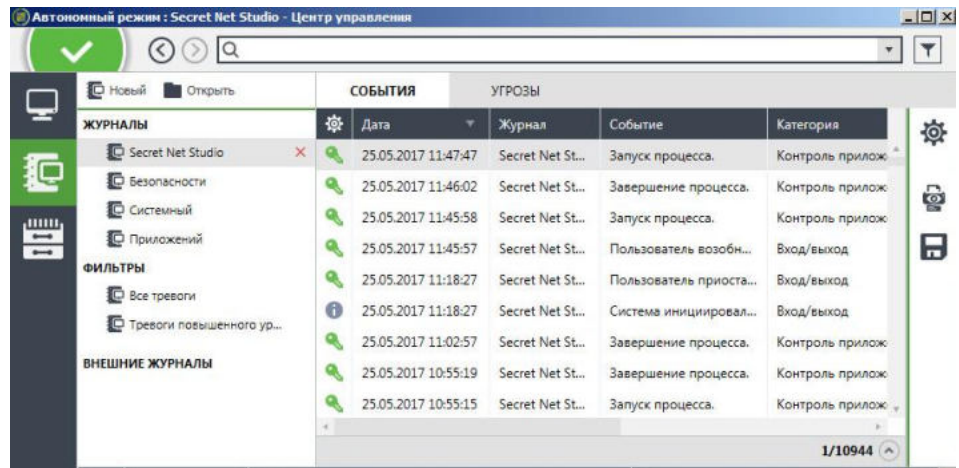 Автономный режим : Secret Net Studio - Центр управления
Новый Открыть
СОБЫТИЯ УГРОЗЫ
ЖУРНАЛЫ
Secret Net Studio
Безопасности
Системный
Приложений
ФИЛЬТРЫ
Все тревоги
Тревоги повышенного ур...
ВНЕШНИЕ ЖУРНАЛЫ
Дата Журнал Событие Категория
25.05.2017 11:47:47 Secret Net St... Запуск процесса. Контроль прилож
25.05.2017 11:46:02 Secret Net St... Завершение процесса. Контроль прилож
25.05.2017 11:45:58 Secret Net St... Запуск процесса. Контроль прилож
25.05.2017 11:45:57 Secret Net St... Пользователь возобн... Вход/выход
25.05.2017 11:18:27 Secret Net St... Пользователь приоста... Вход/выход
25.05.2017 11:18:27 Secret Net St... Система инициировал... Вход/выход
25.05.2017 11:02:57 Secret Net St... Завершение процесса. Контроль прилож
25.05.2017 10:55:19 Secret Net St... Завершение процесса. Контроль прилож
25.05.2017 10:55:15 Secret Net St... Запуск процесса. Контроль прилож
1/10944